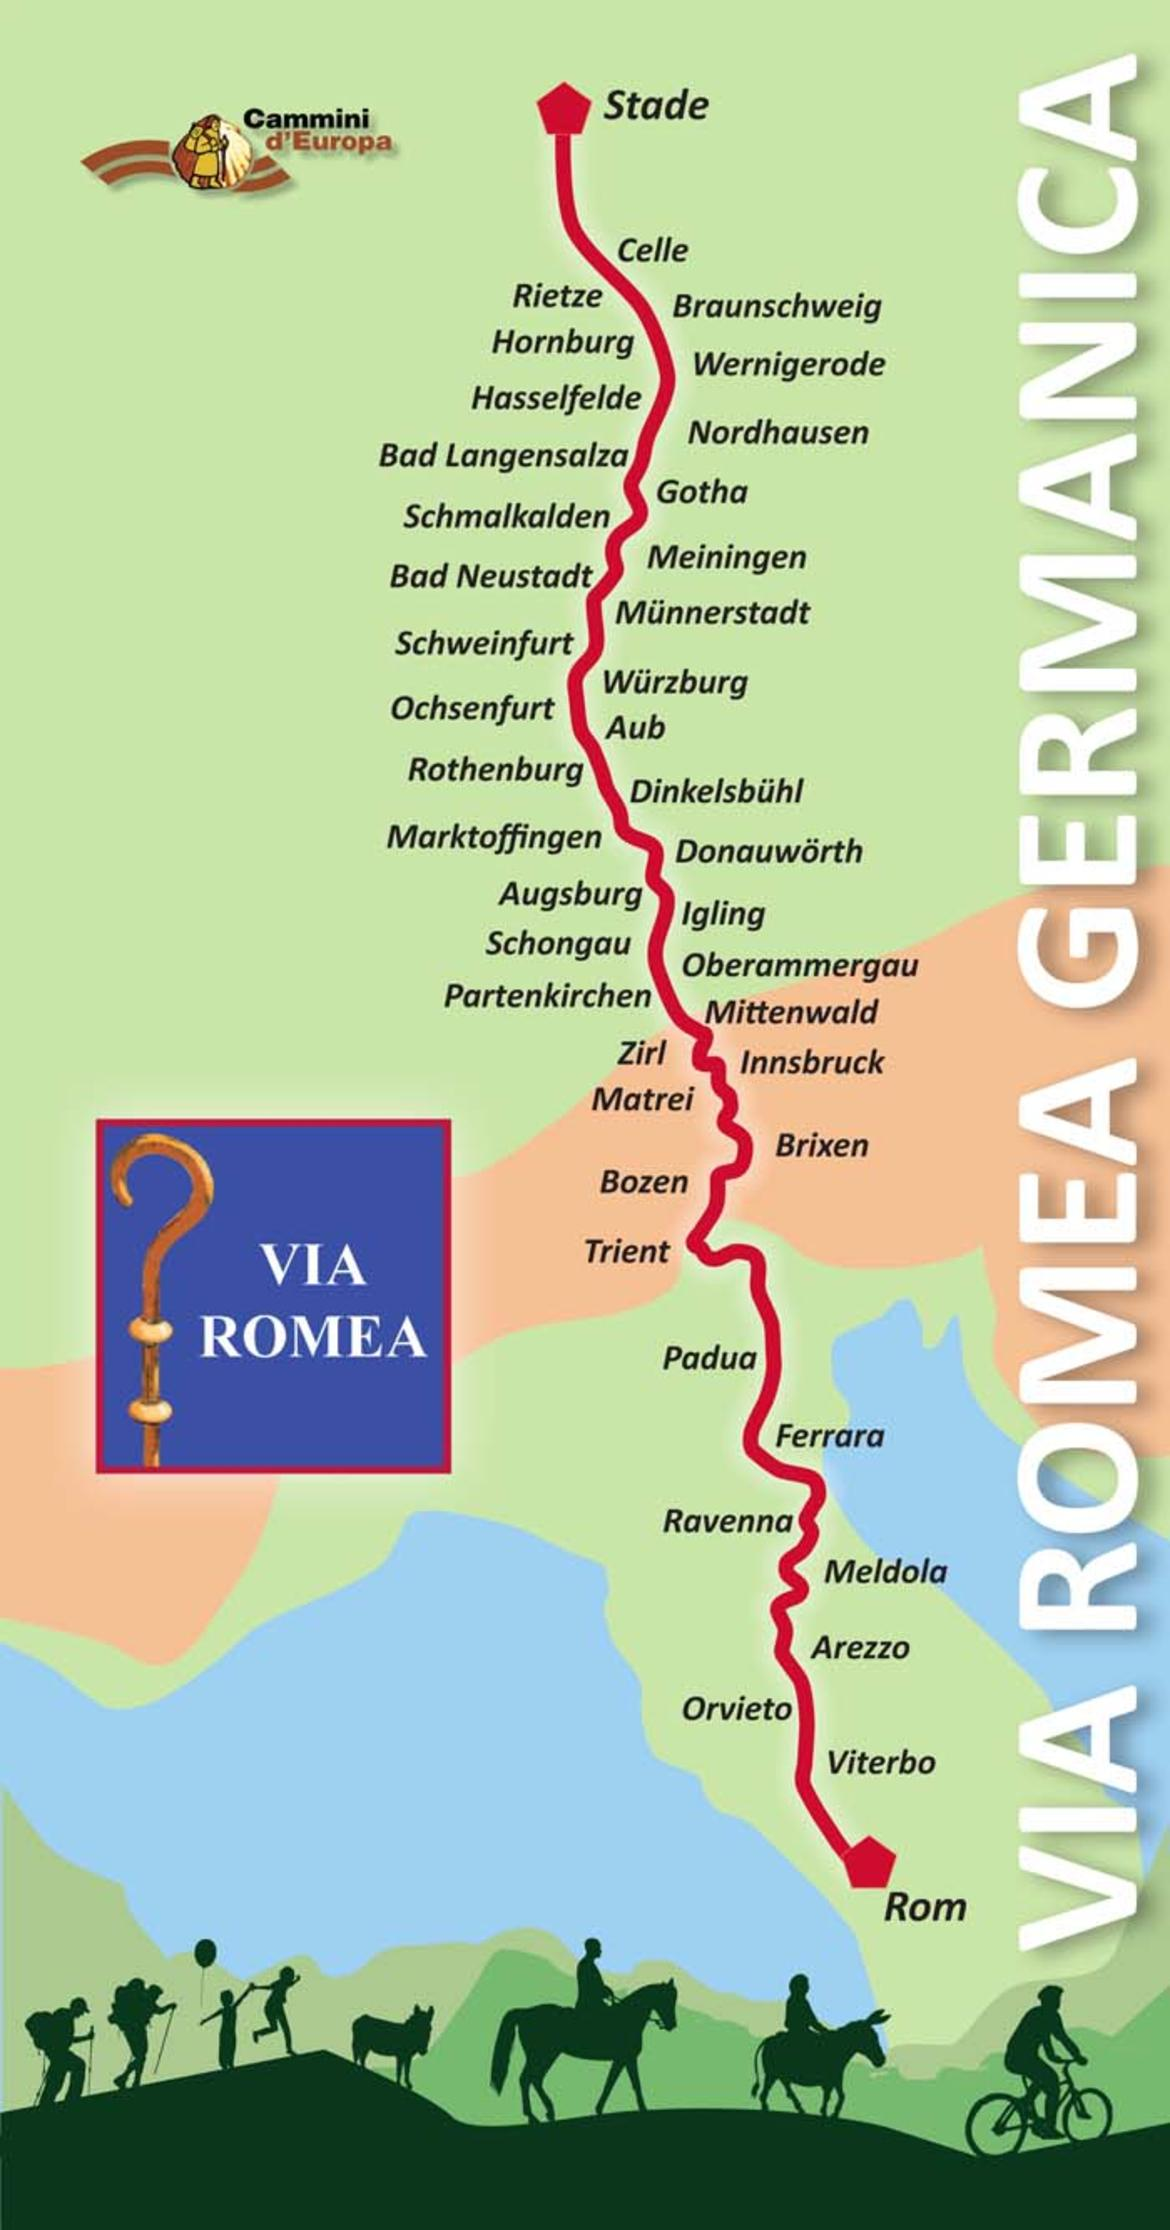 Cammini
d'Europa
Stade
Celle
Rietze
Braunschweig
Hornburg
Wernigerode
Hasselfelde
Nordhausen
Bad Langensalza
Gotha
Schmalkalden
Meiningen
Bad Neustadt
Münnerstadt
Schweinfurt
Würzburg
Ochsenfurt
Aub
Rothenburg
Dinkelsbühl
Marktoffingen
Donauwörth
Augsburg
Igling
Schongau
Oberammergau
Partenkirchen
Mittenwald
Zirl
Innsbruck
Matrei
Brixen
Bozen
Trient
Padua
Ferrara
Ravenna
Meldola
Arezzo
Orvieto
Viterbo
Rom
VIA
ROMEA
VIA ROMEA GERMANICA